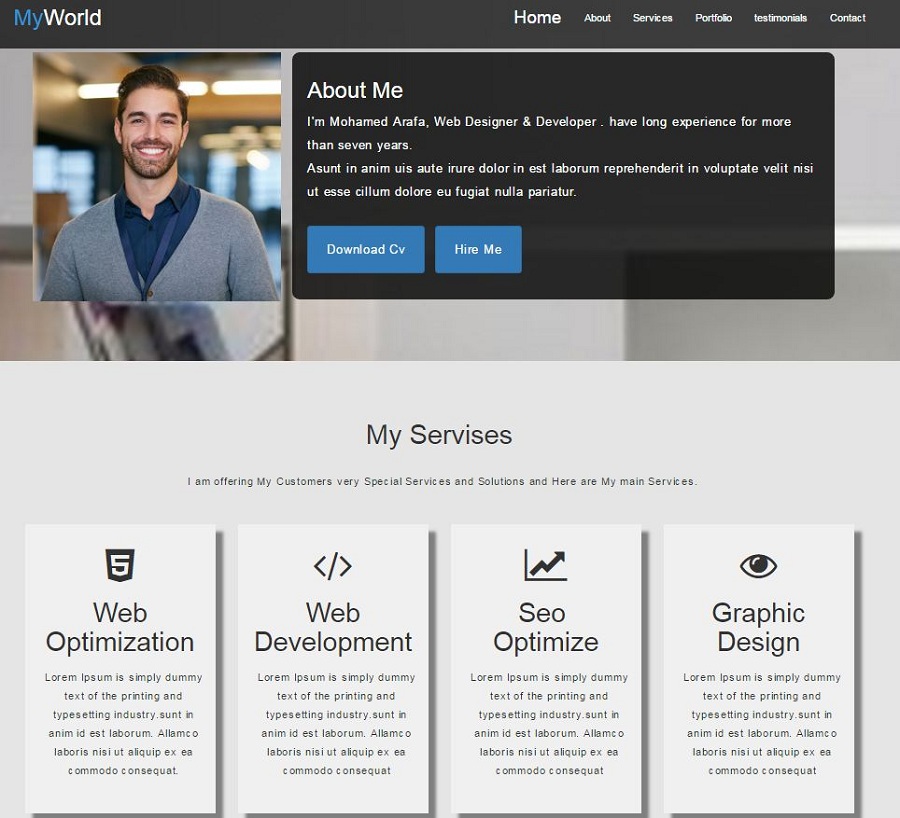 MyWorld
Home About Services Portfolio testimonials Contact
About Me
I'm Mohamed Arafa, Web Designer & Developer . have long experience for more
than seven years.
Asunt in anim uis aute irure dolor in est laborum reprehenderit in voluptate velit nisi
ut esse cillum dolore eu fugiat nulla pariatur.
Download Cv
Hire Me
My Servises
I am offering My Customers very Special Services and Solutions and Here are My main Services.
Web
Optimization
Lorem Ipsum is simply dummy
text of the printing and
typesetting industry.sunt in
anim id est laborum. Allamco
laboris nisi ut aliquip ex ea
commodo consequat.
Web
Development
Lorem Ipsum is simply dummy
text of the printing and
typesetting industry.sunt in
anim id est laborum. Allamco
laboris nisi ut aliquip ex ea
commodo consequat
Seo
Optimize
Lorem Ipsum is simply dummy
text of the printing and
typesetting industry.sunt in
anim id est laborum. Allamco
laboris nisi ut aliquip ex ea
commodo consequat
Graphic
Design
Lorem Ipsum is simply dummy
text of the printing and
typesetting industry.sunt in
anim id est laborum. Allamco
laboris nisi ut aliquip ex ea
commodo consequat